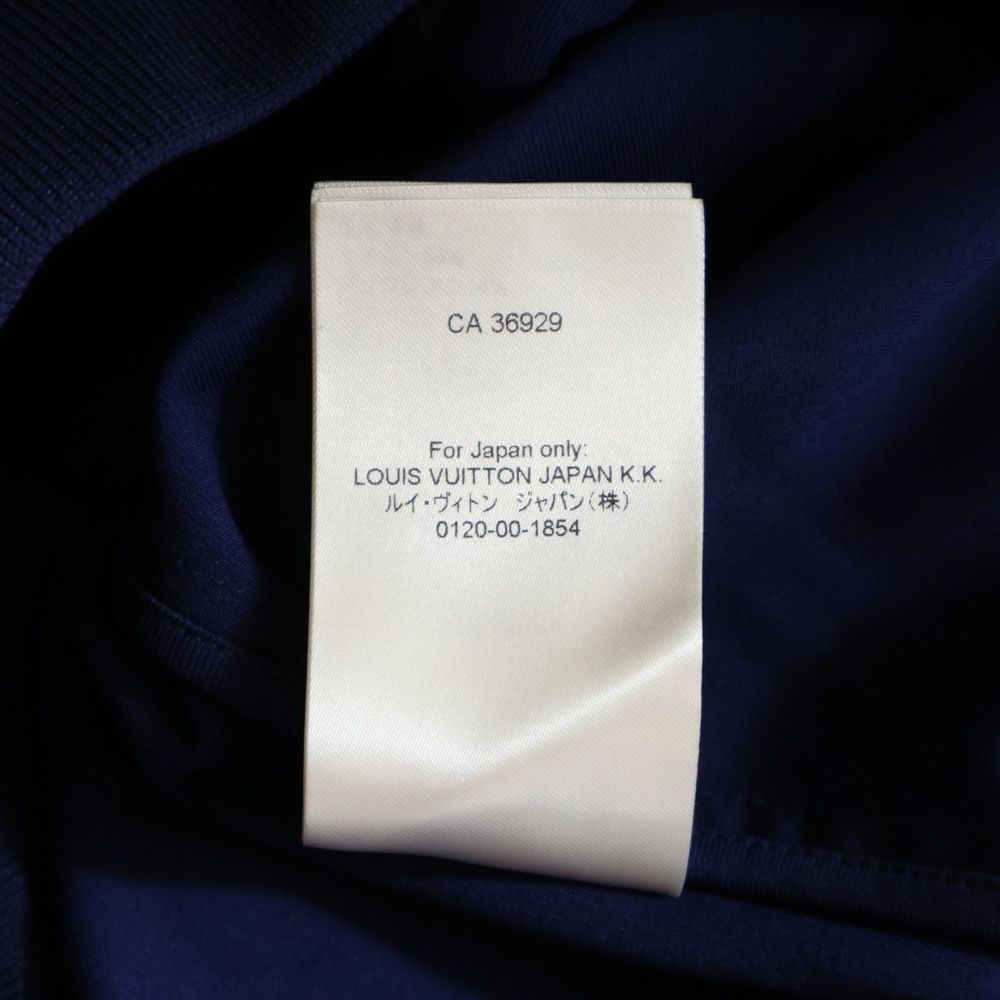 CA 36929
For Japan only:
LOUIS VUITTON JAPAN K.K.
ルイ・ヴィトン　ジャパン(株)
0120-00-1854